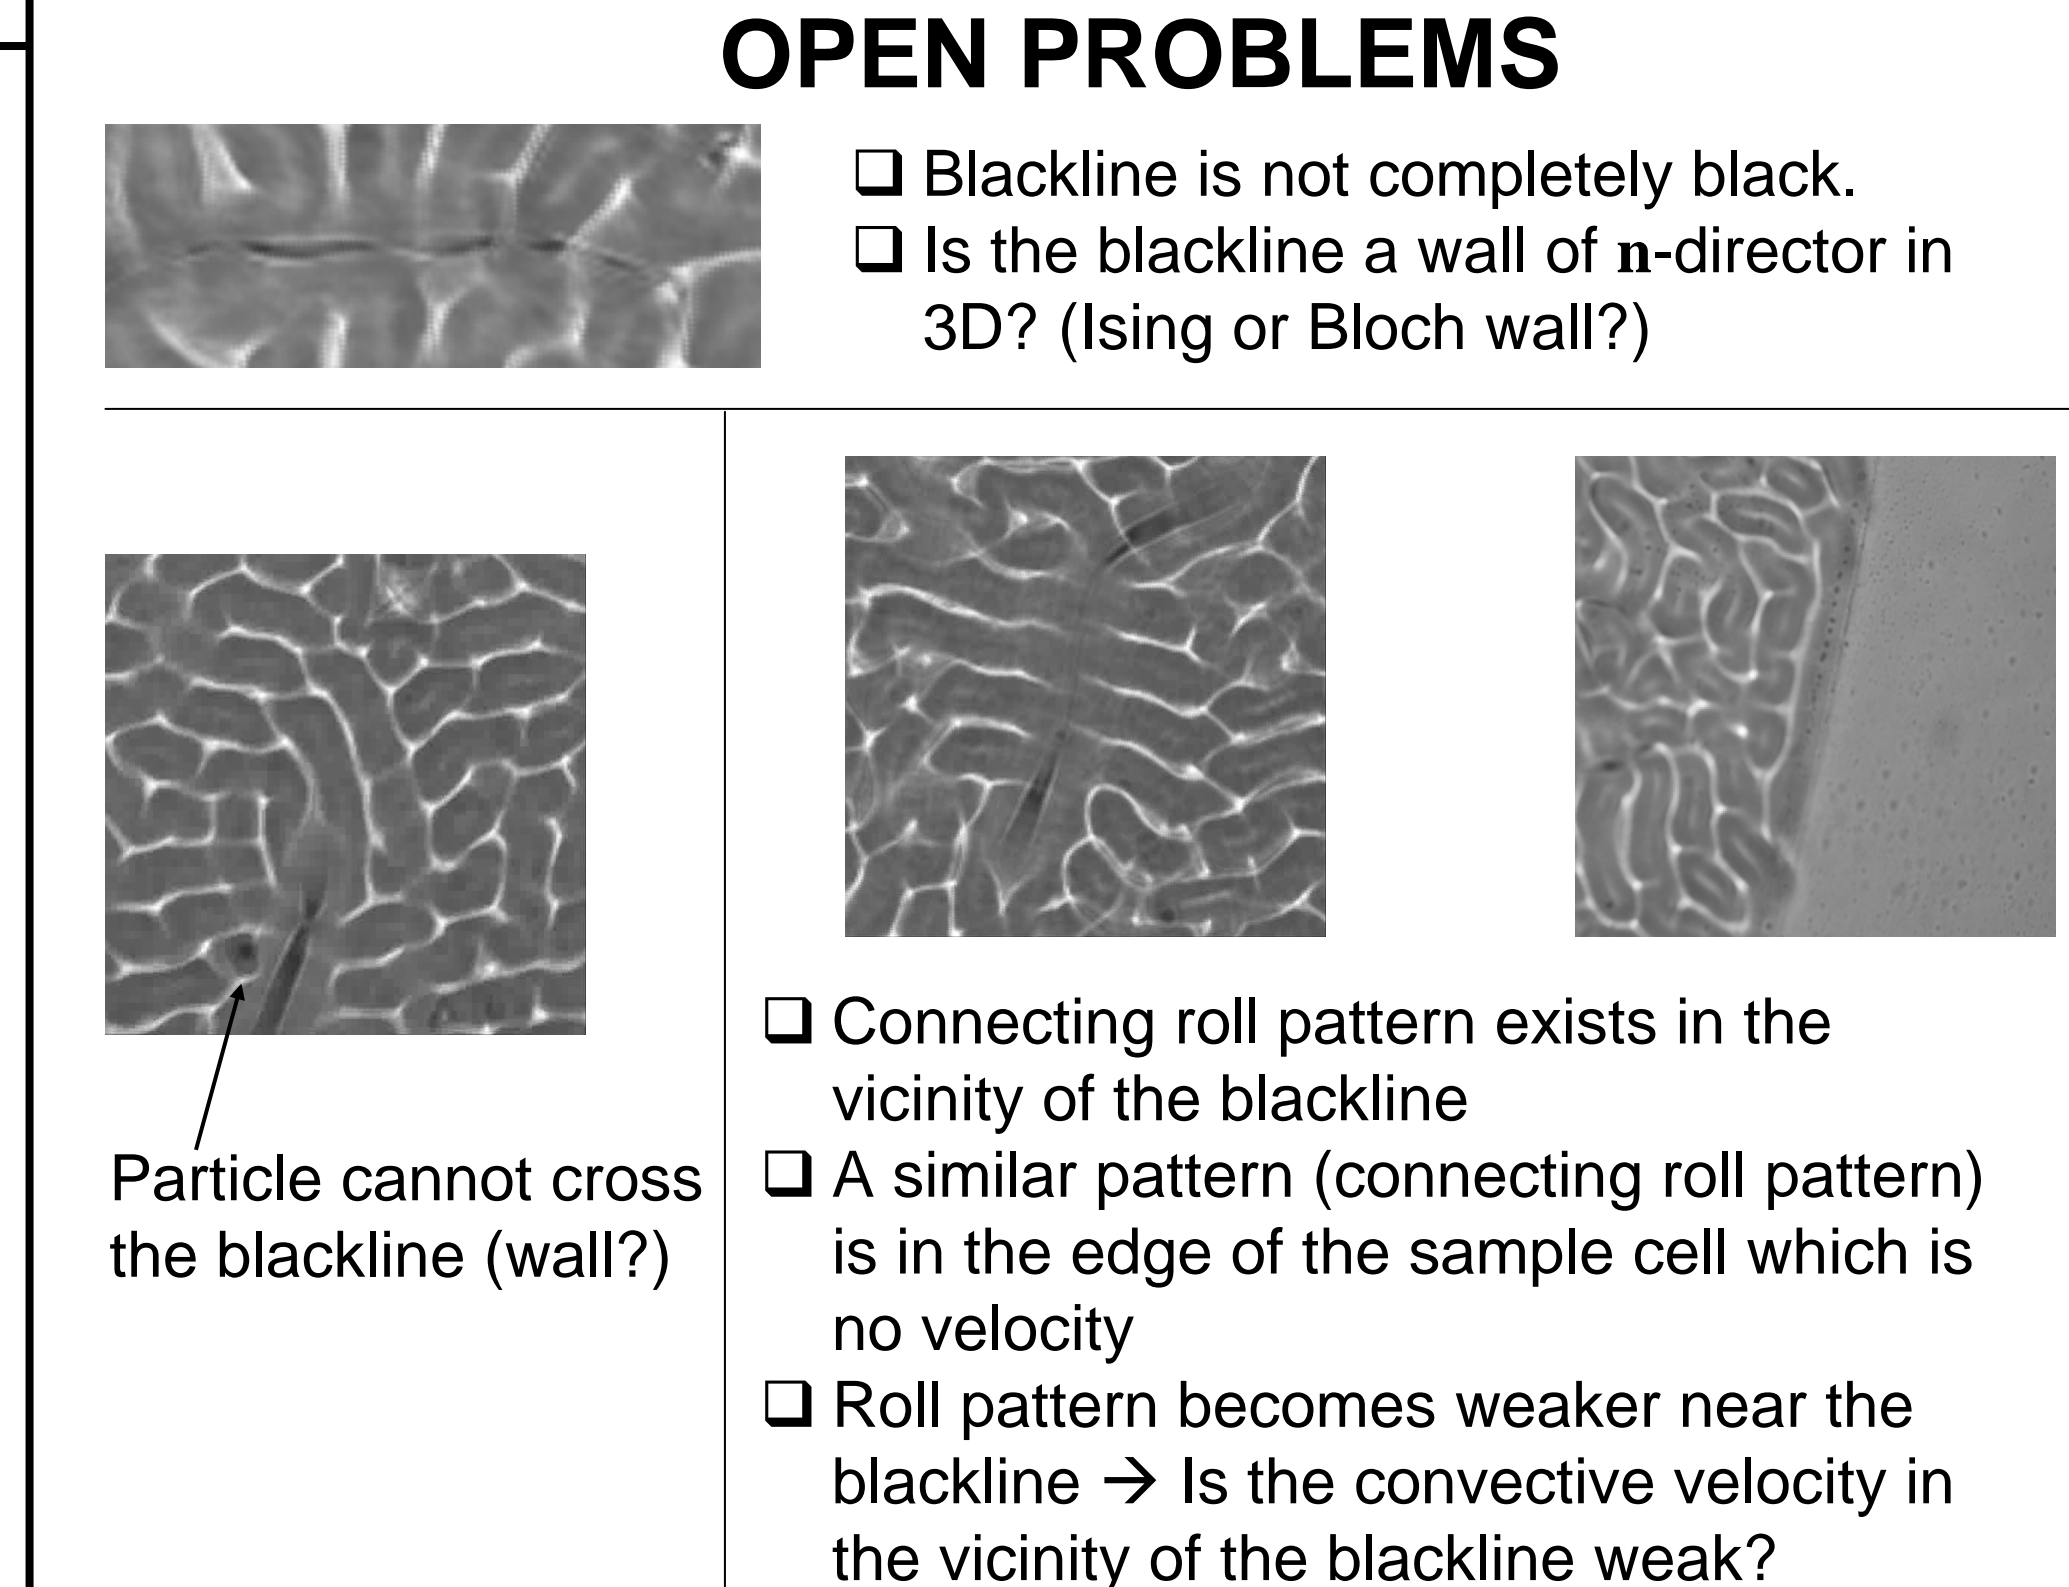 OPEN PROBLEMS
❑ Blackline is not completely black.
❑ Is the blackline a wall of n-director in
3D? (Ising or Bloch wall?)
Particle cannot cross
the blackline (wall?)
❑ Connecting roll pattern exists in the
vicinity of the blackline
❑ A similar pattern (connecting roll pattern)
is in the edge of the sample cell which is
no velocity
❑ Roll pattern becomes weaker near the
blackline → Is the convective velocity in
the vicinity of the blackline weak?